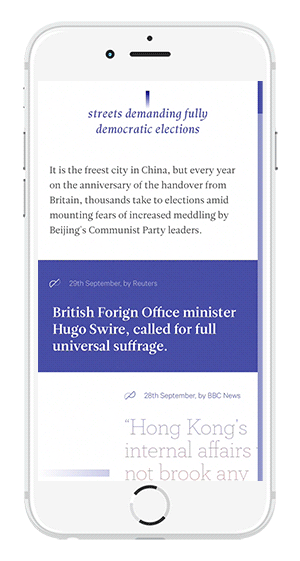 streets demanding fully
democratic elections
It is the freest city in China, but every year
on the anniversary of the handover from
Britain, thousands take to elections amid
mounting fears of increased meddling by
Beijing's Communist Party leaders.
29th September, by Reuters
British Forign Office minister
Hugo Swire, called for full
universal suffrage.
28th September, by BBC News
“Hong Kong's
internal affairs
not brook any